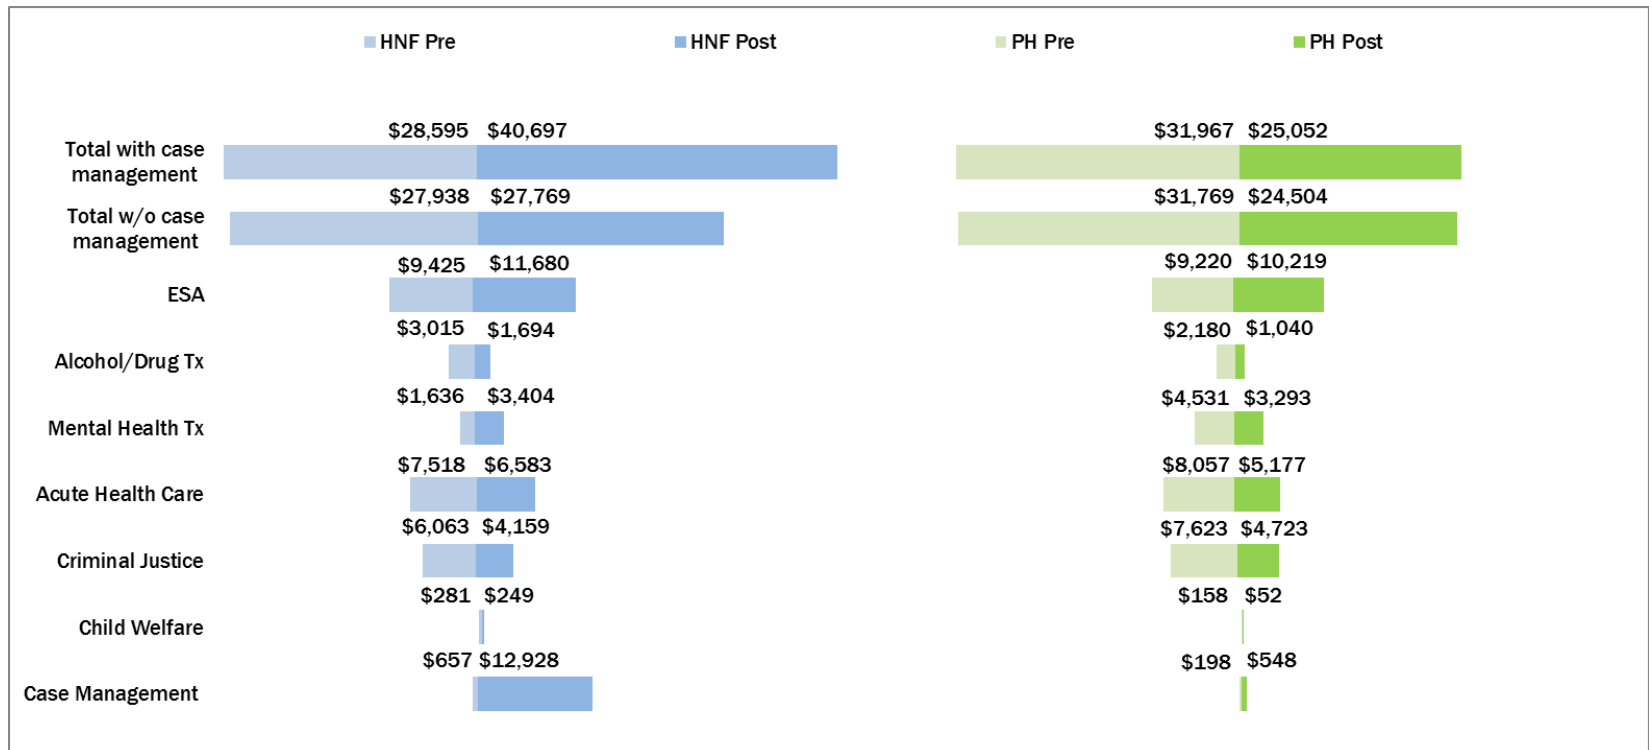 HNF Pre HNF Post PH Pre PH Post
$28,595 $40,697 $31,967 $25,052
Total with case
management
$27,938 $27,769 $31,769 $24,504
Total w/o case
management
$9,425 $11,680 $9,220 $10,219
ESA
$3,015 $1,694 $2,180 $1,040
Alcohol/Drug Tx
$1,636 $3,404 $4,531 $3,293
Mental Health Tx
$7,518 $6,583 $8,057 $5,177
Acute Health Care
$6,063 $4,159 $7,623 $4,723
Criminal Justice
$281 $249 $158 $52
Child Welfare
$657 $12,928 $198 $548
Case Management